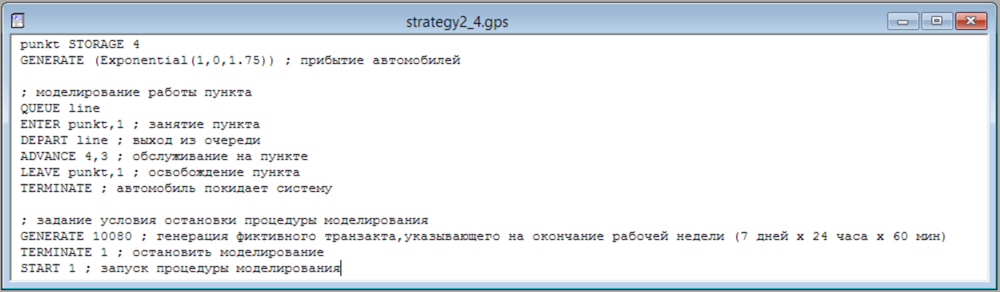 strategy2_4.gps
punkt STORAGE 4
GENERATE (Exponential(1,0,1.75)) ; прибытие автомобилей
; моделирование работы пункта
QUEUE line
ENTER punkt,1 ; занятие пункта
DEPART line ; выход из очереди
ADVANCE 4,3 ; обслуживание на пункте
LEAVE punkt,1 ; освобождение пункта
TERMINATE ; автомобиль покидает систему
; задание условия остановки процедуры моделирования
GENERATE 10080 ; генерация фиктивного транзакта,указывающего на окончание рабочей недели (7 дней х 24 часа х 60 мин)
TERMINATE 1 ; остановить моделирование
START 1 ; запуск процедуры моделирования